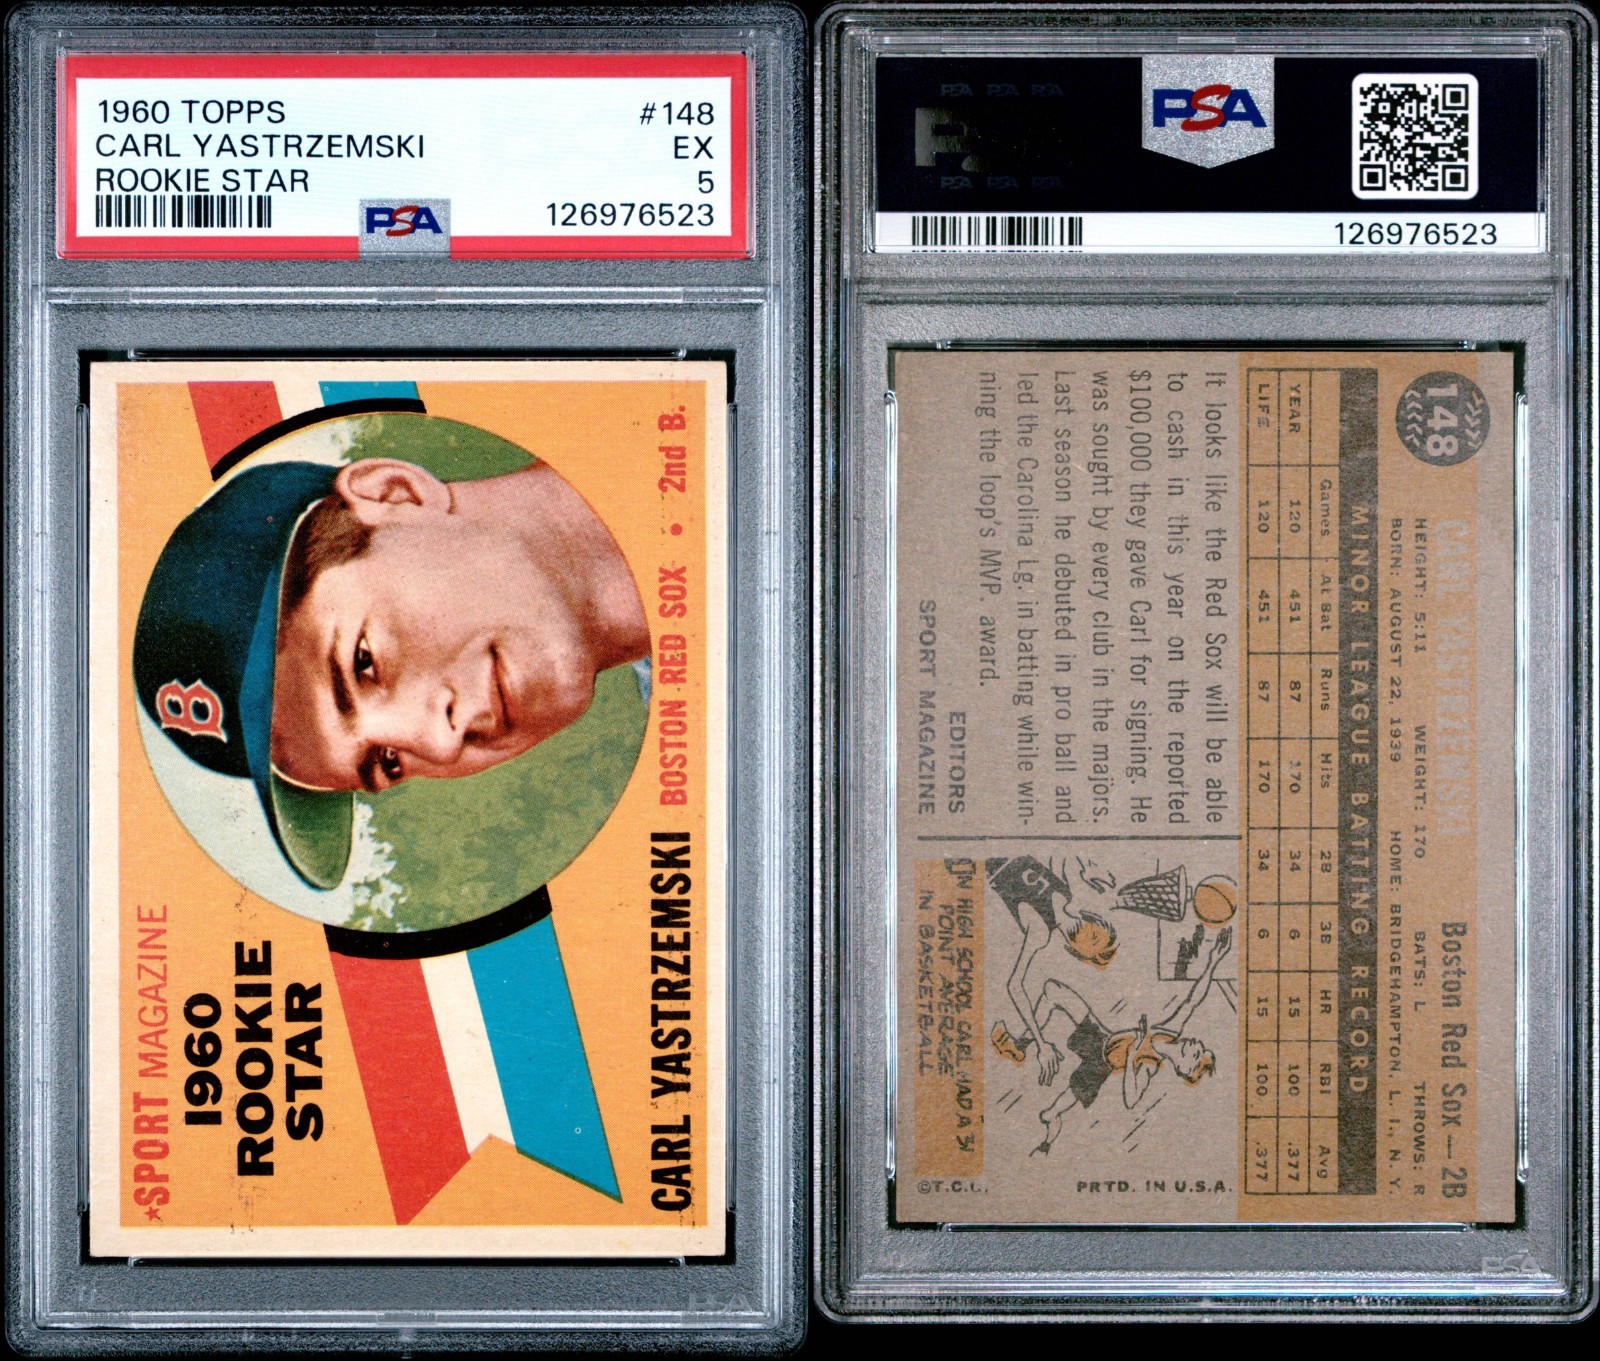 1960 TOPPS #148
CARL YASTRZEMSKI EX
ROOKIE STAR 5
PSA 126976523
★SPORT MAGAZINE
1960
ROOKIE
STAR
B
CARL YASTRZEMSKI
BOSTON RED SOX • 2nd B.
PSA PSA PSA
PSA
PSA PSA PSA
126976523
148
CARL YASTRZEMSKI Boston Red Sox—2B
HEIGHT: 5:11 WEIGHT: 170 BATS: L THROWS: R
BORN: AUGUST 22, 1939 HOME: BRIDGEHAMPTON, L. I., N. Y.
MINOR LEAGUE BATTING RECORD
Games At Bat Runs Hits 2B 3B HR RBI Avg
YEAR 120 451 87 170 34 6 15 100 .377
LIFE 120 451 87 170 34 6 15 100 .377
It looks like the Red Sox will be able
to cash in this year on the reported
$100,000 they gave Carl for signing. He
was sought by every club in the majors.
Last season he debuted in pro ball and
led the Carolina Lg. in batting while win-
ning the loop's MVP. award.
EDITORS
SPORT MAGAZINE
IN HIGH SCHOOL CARL HAD A 34
POINT AVERAGE
IN BASKETBALL
©T.C.G. PRTD. IN U.S.A.
PSA